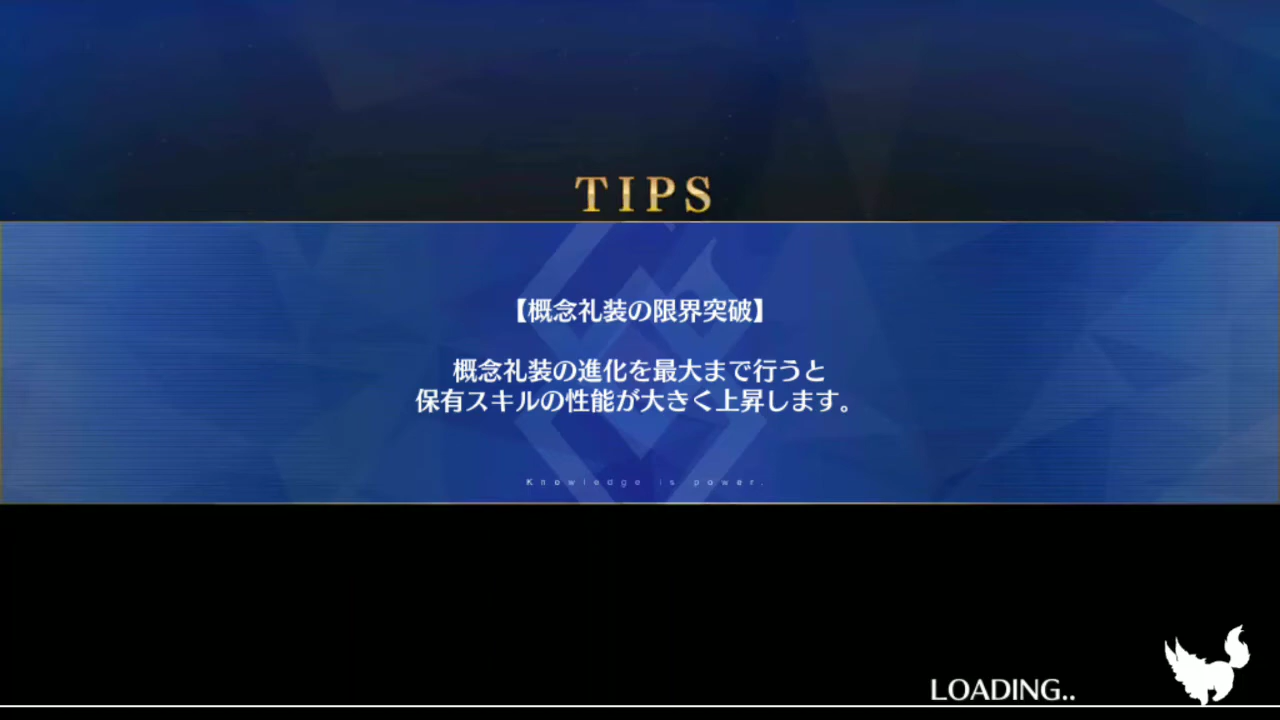 TIPS
【概念礼装の限界突破】
概念礼装の進化を最大まで行うと
保有スキルの性能が大きく上昇します。
Knowledge is power.
LOADING..